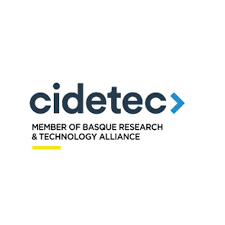 cidetec
MEMBER OF BASQUE RESEARCH
& TECHNOLOGY ALLIANCE